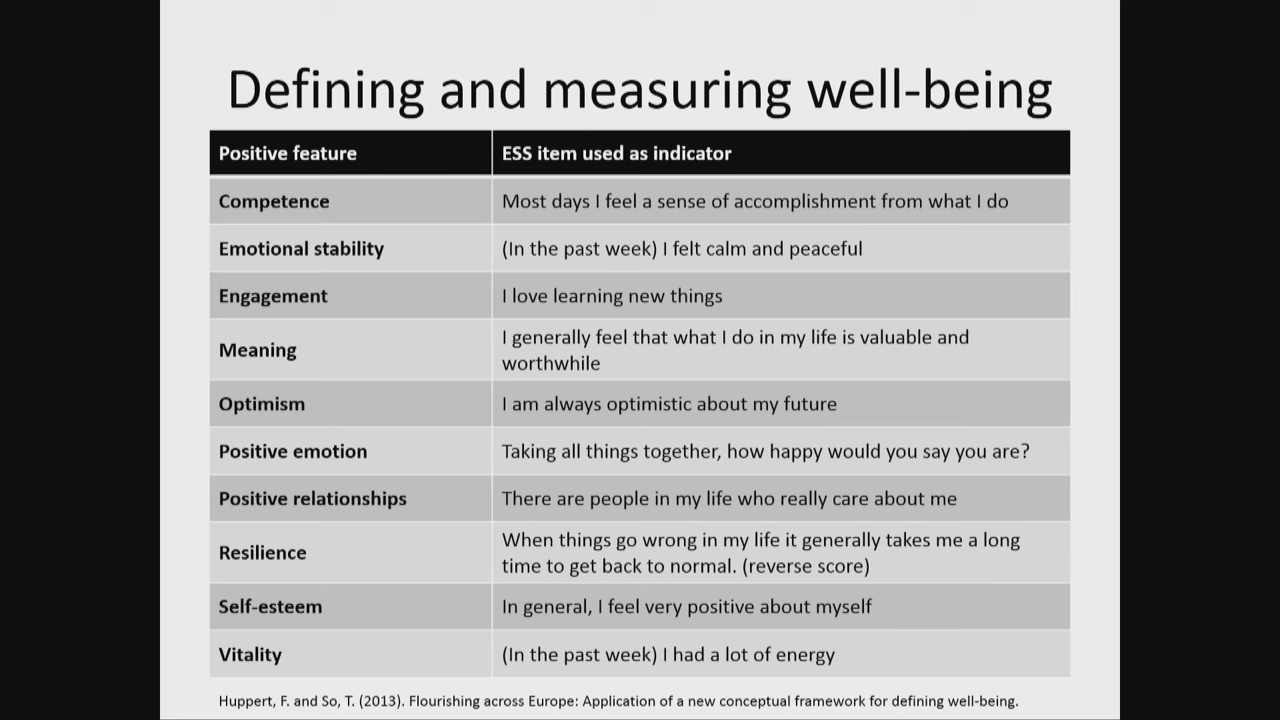 Defining and measuring well-being
Positive feature
ESS item used as indicator
Competence
Most days I feel a sense of accomplishment from what I do
Emotional stability
(In the past week) I felt calm and peaceful
Engagement
I love learning new things
Meaning
I generally feel that what I do in my life is valuable and
worthwhile
Optimism
I am always optimistic about my future
Positive emotion
Taking all things together, how happy would you say you are?
Positive relationships
There are people in my life who really care about me
Resilience
When things go wrong in my life it generally takes me a long
time to get back to normal. (reverse score)
Self-esteem
In general, I feel very positive about myself
Vitality
(In the past week) I had a lot of energy
Huppert, F. and So, T. (2013). Flourishing across Europe: Application of a new conceptual framework for defining well-being.